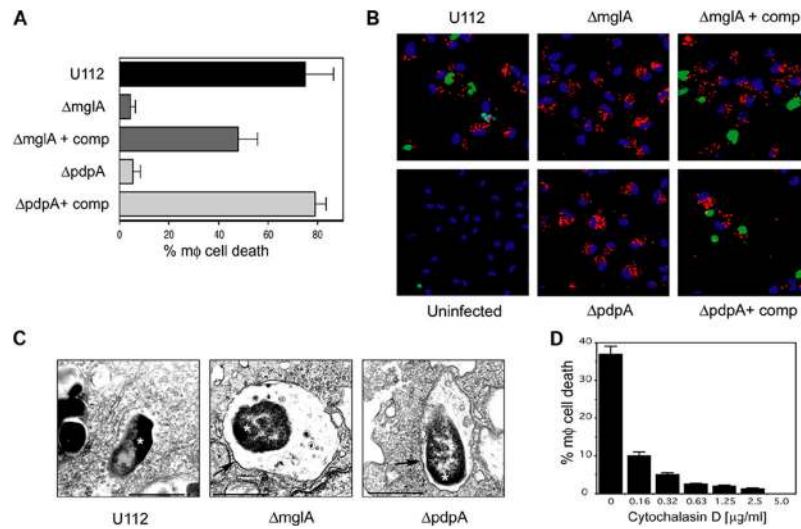 A
U112
ΔmglA
ΔmglA + comp
ΔpdpA
ΔpdpA+ comp
0 20 40 60 80
% mϕ cell death
B
U112 ΔmglA ΔmglA + comp
Uninfected ΔpdpA ΔpdpA+ comp
C
* * *
U112 ΔmglA ΔpdpA
D
40
30
20
10
0
% mϕ cell death
0 0.16 0.32 0.63 1.25 2.5 5.0
Cytochalasin D [µg/ml]